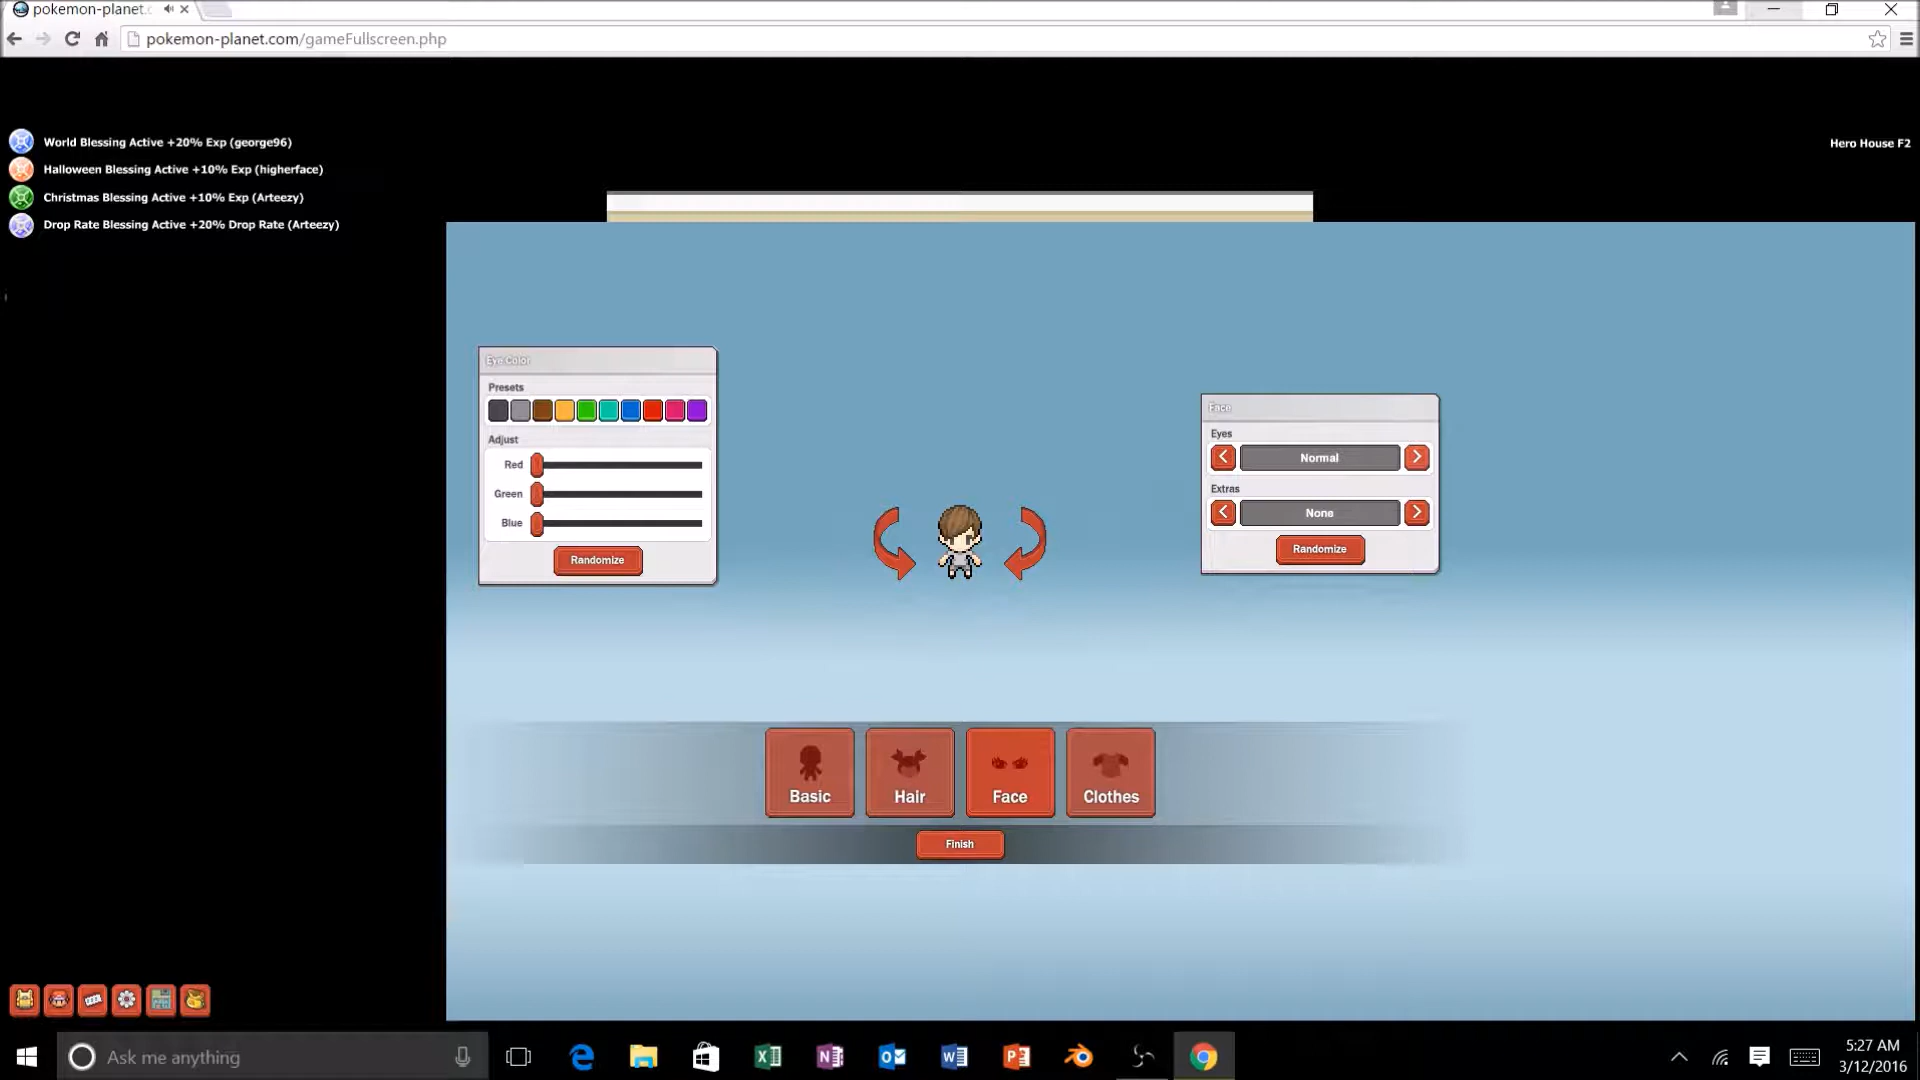 pokemon-planet.c
pokemon-planet.com/gameFullscreen.php
World Blessing Active +20% Exp (george96)
Hero House F2
Halloween Blessing Active +10% Exp (higherface)
Christmas Blessing Active +10% Exp (Arteezy)
Drop Rate Blessing Active +20% Drop Rate (Arteezy)
Eye Color
Presets
Adjust
Red
Green
Blue
Randomize
Face
Eyes
Normal
Extras
None
Randomize
Basic
Hair
Face
Clothes
Finish
Ask me anything
5:27 AM
3/12/2016